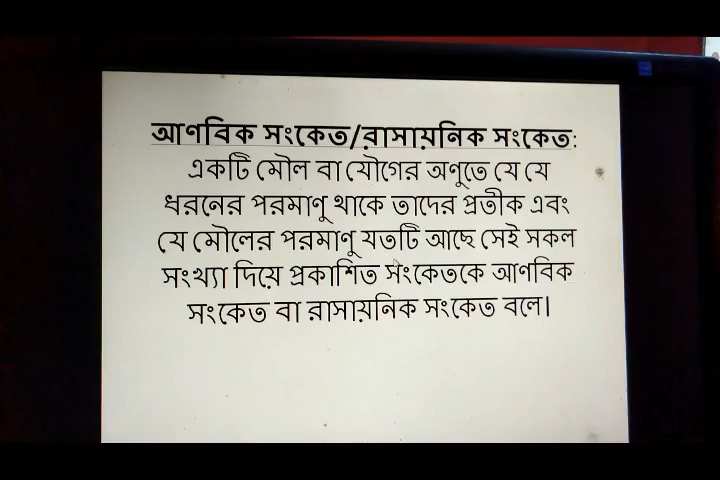 আণবিক সংকেত/রাসায়নিক সংকেত:
একটি মৌল বা যৌগের অণুতে যে যে
ধরনের পরমাণু থাকে তাদের প্রতীক এবং
যে মৌলের পরমাণু যতটি আছে সেই সকল
সংখ্যা দিয়ে প্রকাশিত সংকেতকে আণবিক
সংকেত বা রাসায়নিক সংকেত বলে।